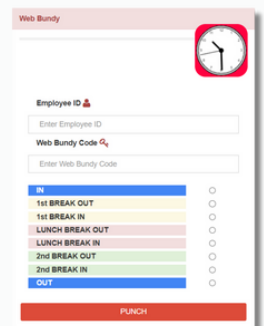 Web Bundy
Employee ID
Enter Employee ID
Web Bundy Code
Enter Web Bundy Code
IN
1st BREAK OUT
1st BREAK IN
LUNCH BREAK OUT
LUNCH BREAK IN
2nd BREAK OUT
2nd BREAK IN
OUT
PUNCH